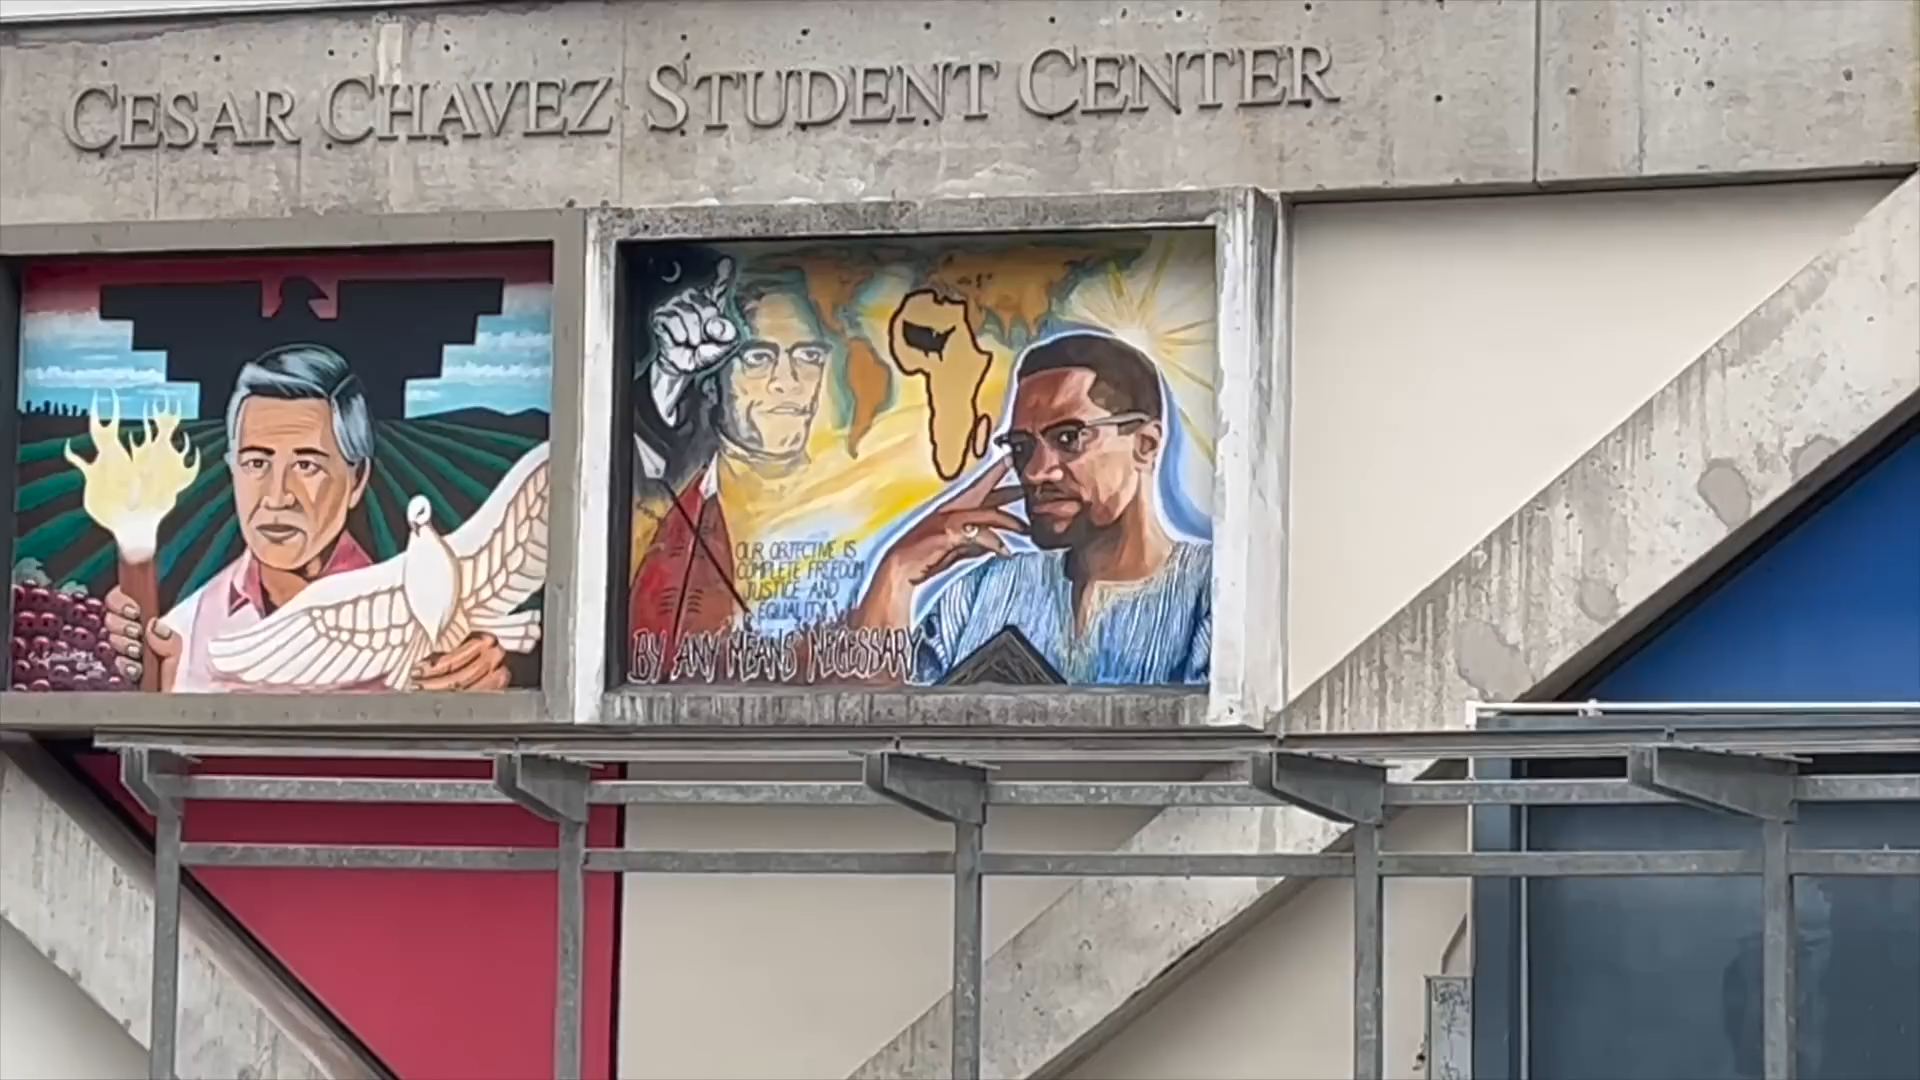 CESAR CHAVEZ STUDENT CENTER
OUR OBJECTIVE IS
COMPLETE FREEDOM
JUSTICE AND
EQUALITY
BY ANY MEANS NECESSARY